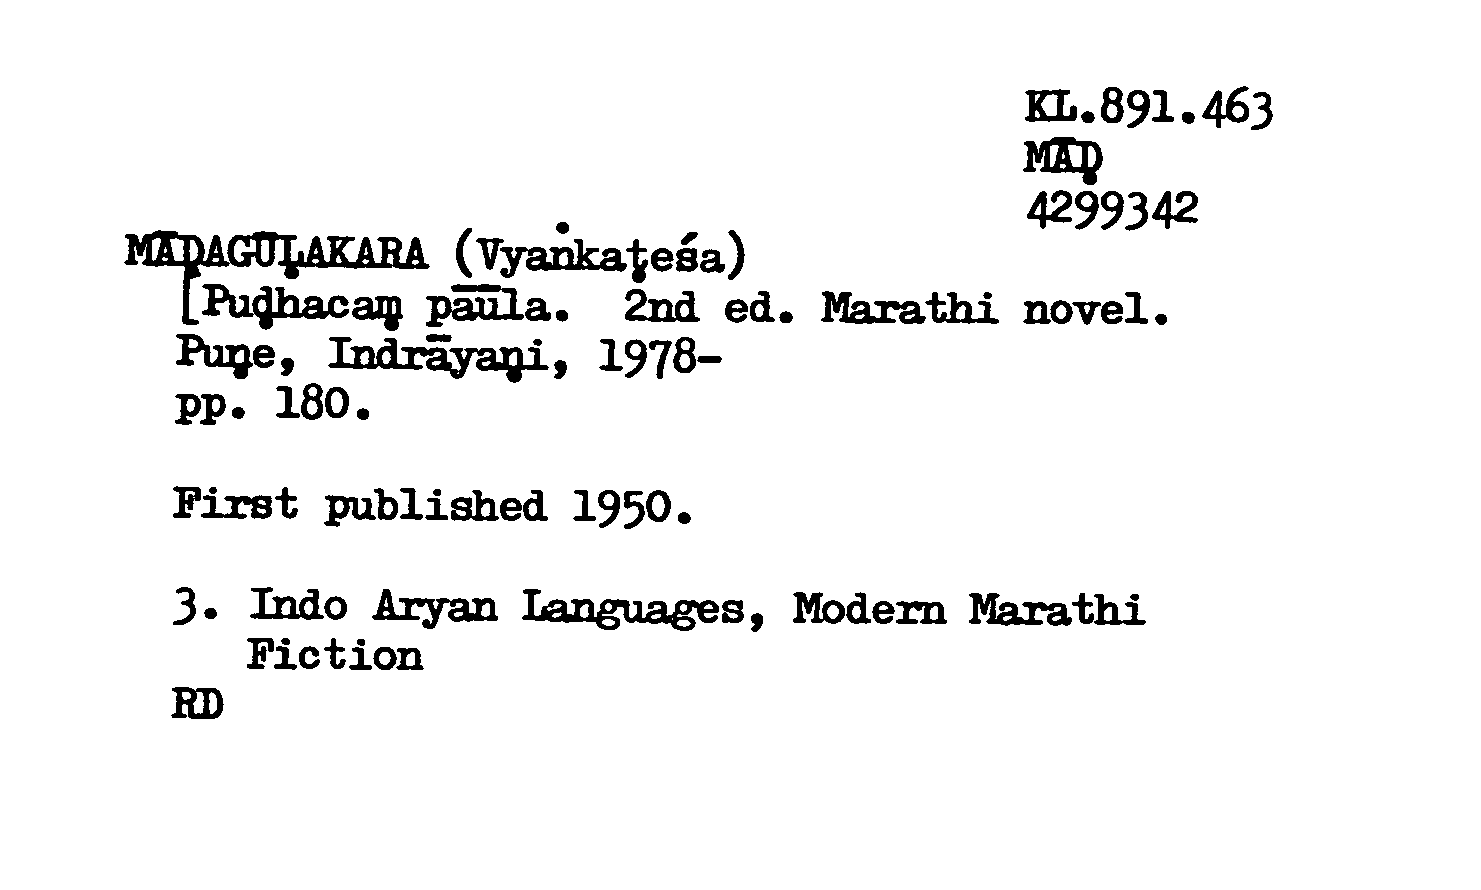 KL.891.463
MĀḌ
4299342
MĀḌAGŪḶAKARA (Vyaṅkaṭeśa)
[Puḍhacaṃ pāūla. 2nd ed. Marathi novel.
Puṇe, Indrāyaṇi, 1978-
pp. 180.
First published 1950.
3. Indo Aryan Languages, Modern Marathi
Fiction
RD